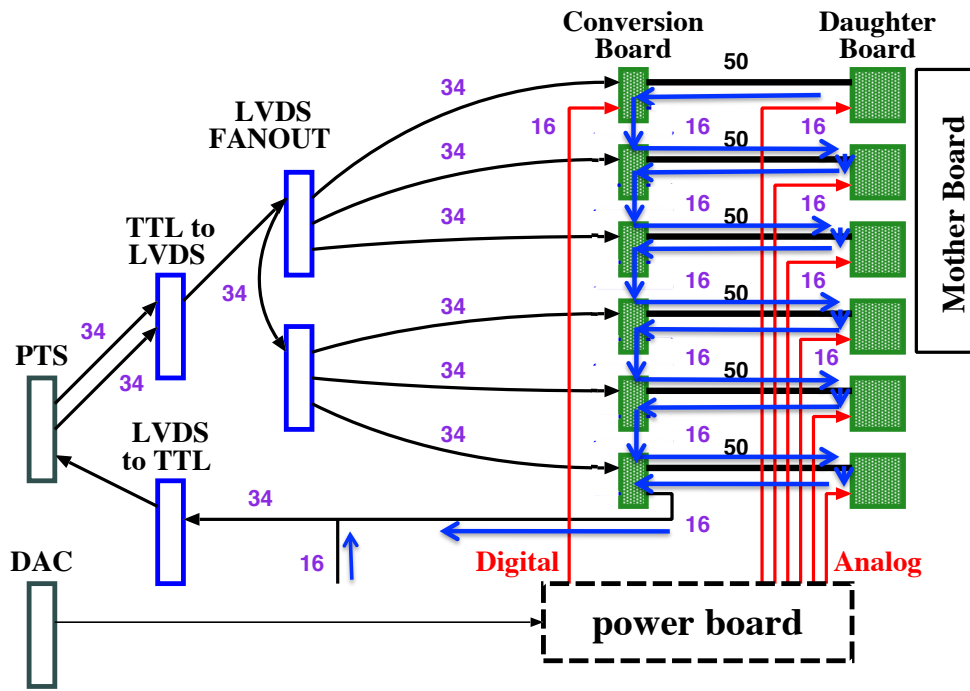 Conversion
Board
Daughter
Board
50
34
LVDS
FANOUT
16
16
16
50
Mother Board
34
16
16
50
34
TTL to
LVDS
34
16
16
50
34
34
PTS
34
16
16
50
34
LVDS
to TTL
34
16
50
34
16
16
Digital
Analog
DAC
power board